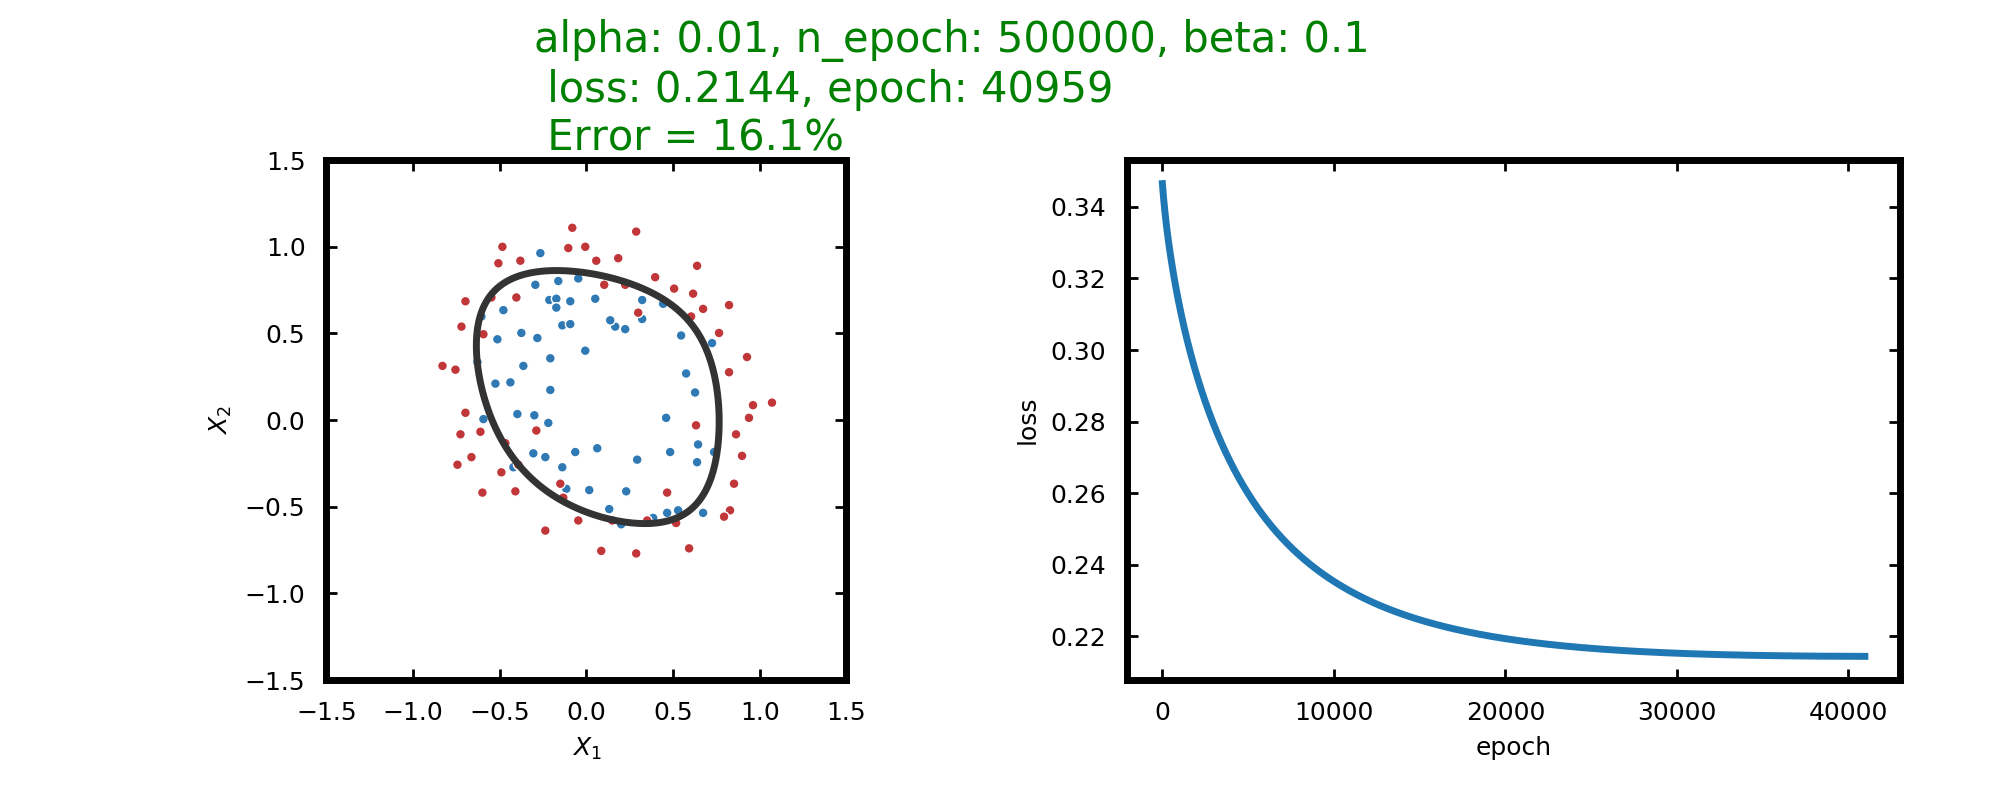 alpha: 0.01, n_epoch: 500000, beta: 0.1
loss: 0.2144, epoch: 40959
Error = 16.1%
1.5
1.0
0.5
0.0
−0.5
−1.0
−1.5
X₂
−1.5 −1.0 −0.5 0.0 0.5 1.0 1.5
X₁
0.34
0.32
0.30
0.28
0.26
0.24
0.22
loss
0 10000 20000 30000 40000
epoch